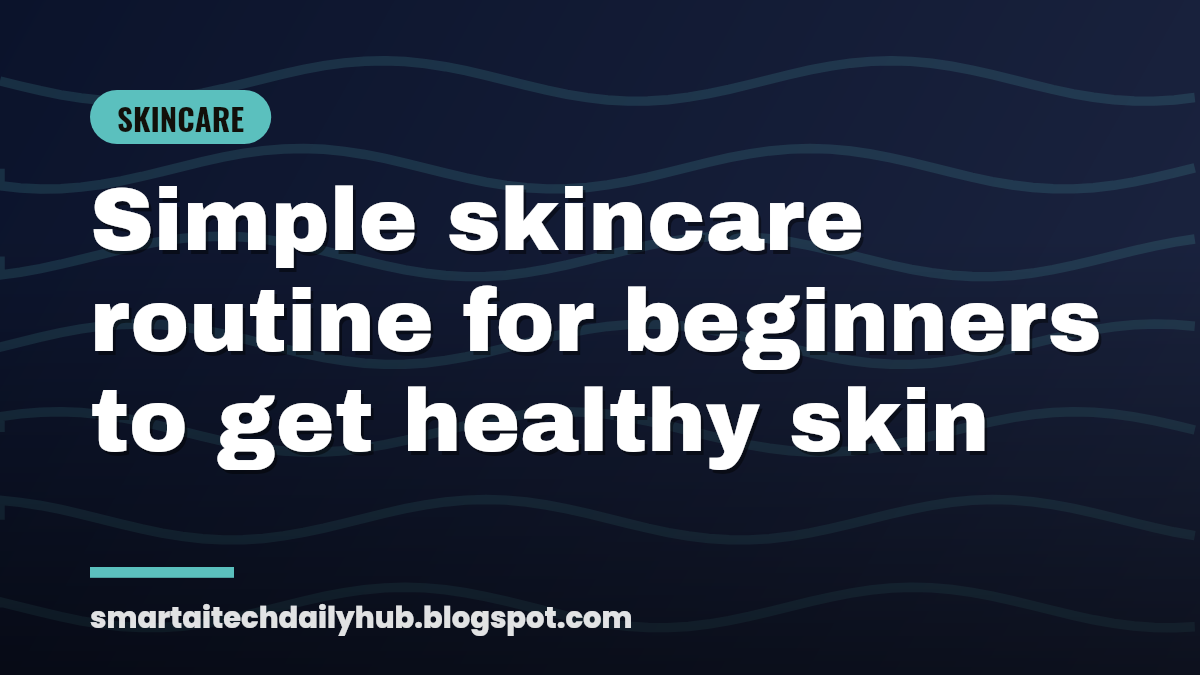 SKINCARE
Simple skincare
routine for beginners
to get healthy skin
smartaitechdailyhub.blogspot.com